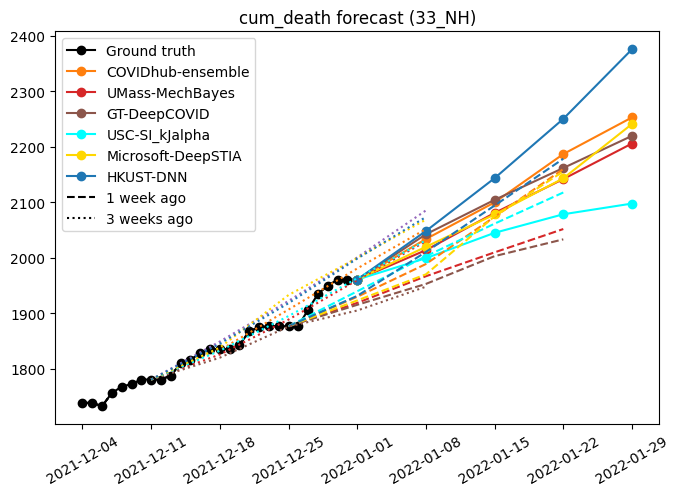 cum_death forecast (33_NH)
2400
2300
2200
2100
2000
1900
1800
Ground truth
COVIDhub-ensemble
UMass-MechBayes
GT-DeepCOVID
USC-SI_kJalpha
Microsoft-DeepSTIA
HKUST-DNN
1 week ago
3 weeks ago
2021-12-04
2021-12-11
2021-12-18
2021-12-25
2022-01-01
2022-01-08
2022-01-15
2022-01-22
2022-01-29